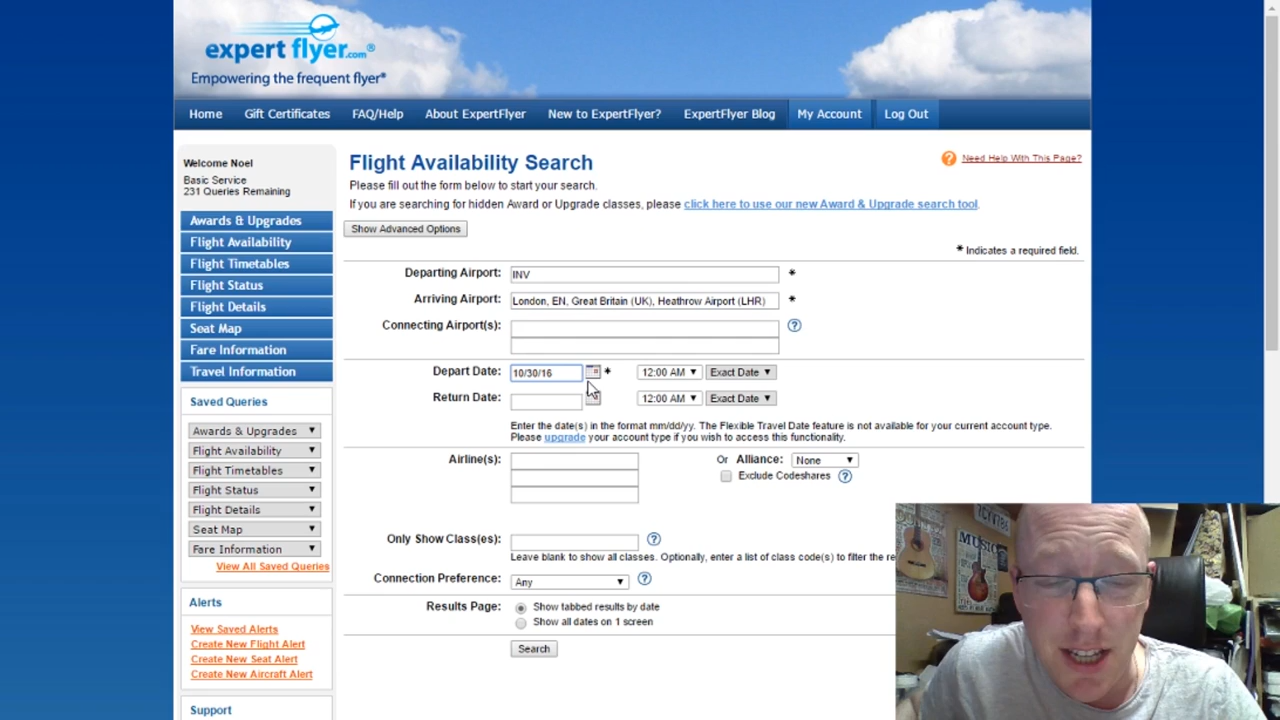 expert flyer.com®
Empowering the frequent flyer®
Home Gift Certificates FAQ/Help About ExpertFlyer New to ExpertFlyer? ExpertFlyer Blog My Account Log Out
Welcome Noel
Basic Service
231 Queries Remaining
Awards & Upgrades
Flight Availability
Flight Timetables
Flight Status
Flight Details
Seat Map
Fare Information
Travel Information
Saved Queries
Awards & Upgrades
Flight Availability
Flight Timetables
Flight Status
Flight Details
Seat Map
Fare Information
View All Saved Queries
Alerts
View Saved Alerts
Create New Flight Alert
Create New Seat Alert
Create New Aircraft Alert
Support
Flight Availability Search
? Need Help With This Page?
Please fill out the form below to start your search.
If you are searching for hidden Award or Upgrade classes, please click here to use our new Award & Upgrade search tool.
Show Advanced Options
* Indicates a required field.
Departing Airport: INV *
Arriving Airport: London, EN, Great Britain (UK), Heathrow Airport (LHR) *
Connecting Airport(s): ?
Depart Date: 10/30/16 * 12:00 AM Exact Date
Return Date: 12:00 AM Exact Date
Enter the date(s) in the format mm/dd/yy. The Flexible Travel Date feature is not available for your current account type.
Please upgrade your account type if you wish to access this functionality.
Airline(s): Or Alliance: None
Exclude Codeshares ?
Only Show Class(es): ?
Leave blank to show all classes. Optionally, enter a list of class code(s) to filter the re
Connection Preference: Any ?
Results Page: Show tabbed results by date
Show all dates on 1 screen
Search
MUSIC